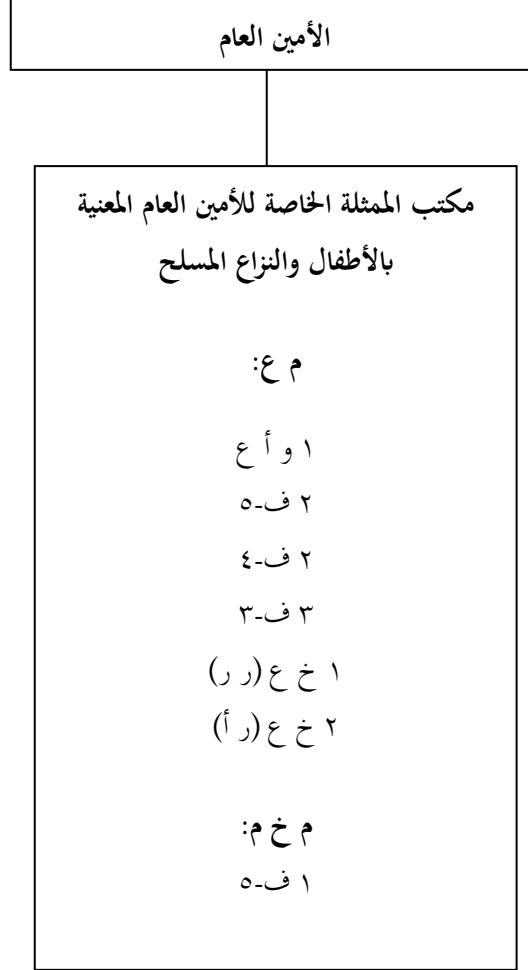 الأمين العام
مكتب الممثلة الخاصة للأمين العام المعنية
بالأطفال والنزاع المسلح
م ع:
١ و أ ع
٢ ف-٥
٢ ف-٤
٣ ف-٣
١ خ ع (ر ر)
٢ خ ع (ر أ)
م خ م:
١ ف-٥